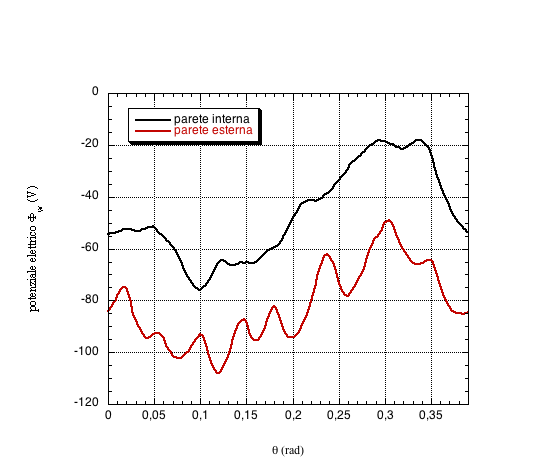 0
-20
-40
-60
-80
-100
-120
potenziale elettrico Φw (V)
parete interna
parete esterna
0 0,05 0,1 0,15 0,2 0,25 0,3 0,35
θ (rad)